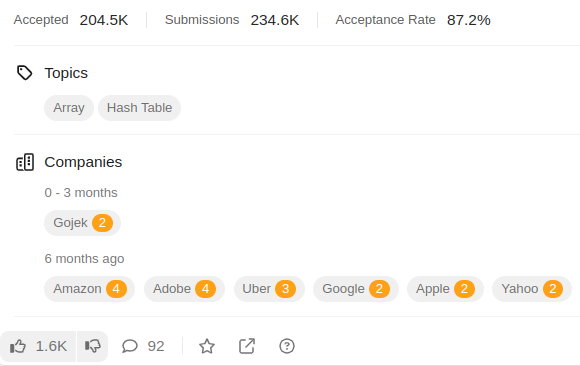 Accepted 204.5K Submissions 234.6K Acceptance Rate 87.2%
Topics
Array Hash Table
Companies
0 - 3 months
Gojek 2
6 months ago
Amazon 4 Adobe 4 Uber 3 Google 2 Apple 2 Yahoo 2
1.6K 92